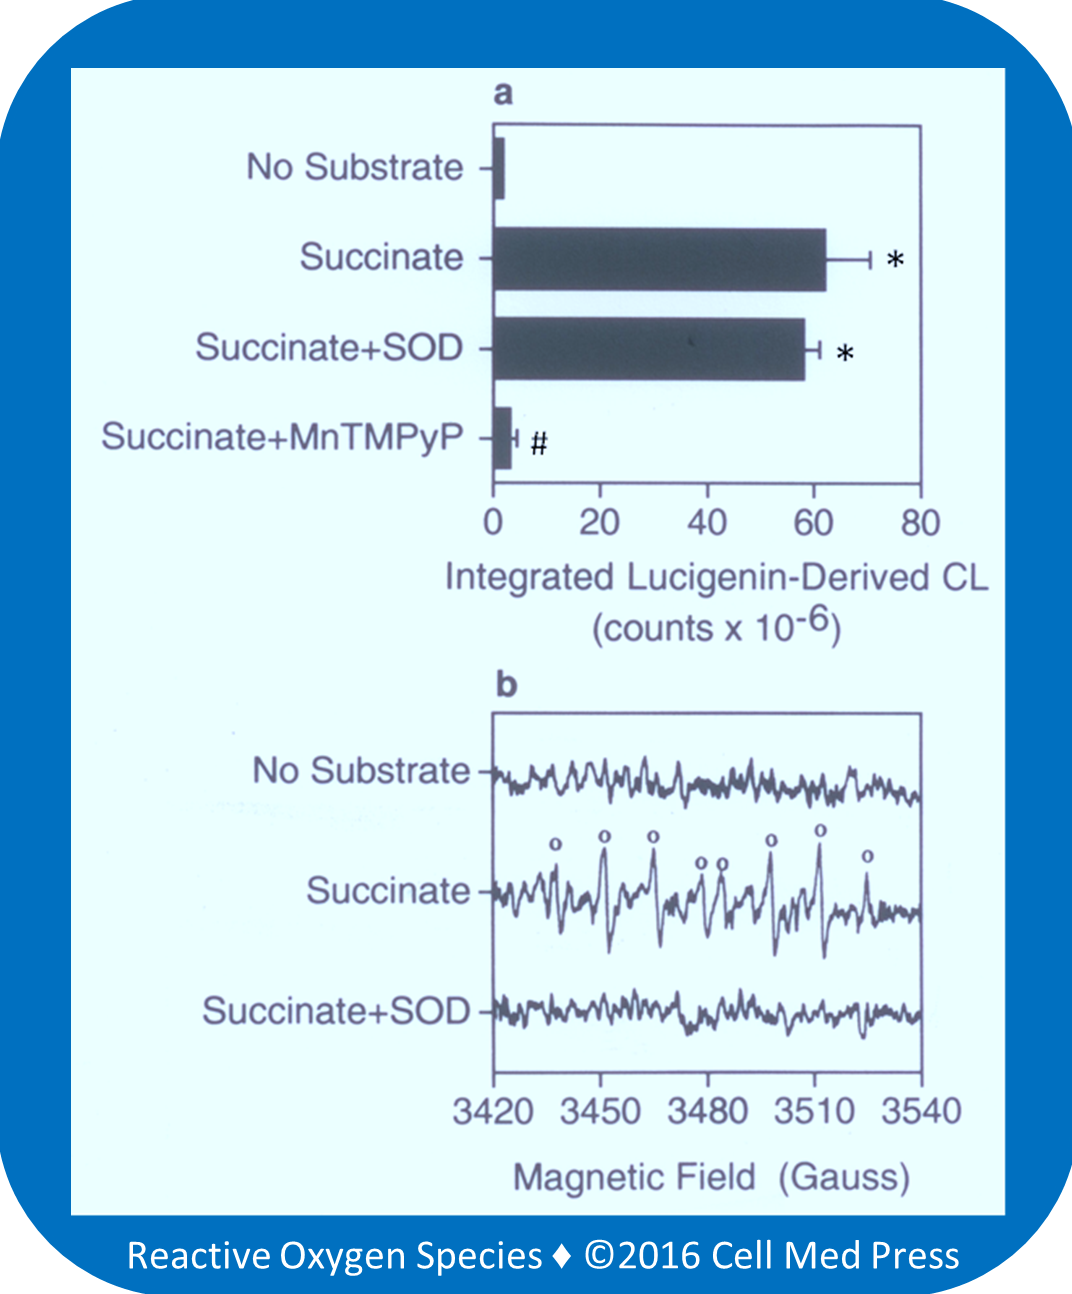 a
No Substrate
Succinate
*
Succinate+SOD
*
Succinate+MnTMPyP
#
0 20 40 60 80
Integrated Lucigenin-Derived CL
(counts x 10-6)
b
No Substrate
o o o o o o o o
Succinate
Succinate+SOD
3420 3450 3480 3510 3540
Magnetic Field (Gauss)
Reactive Oxygen Species ♦ ©2016 Cell Med Press